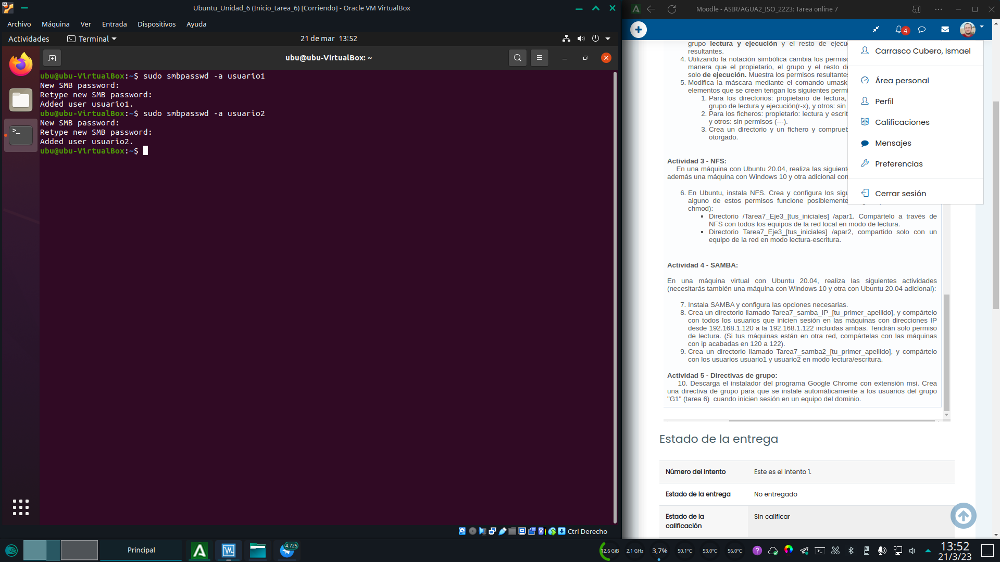 Ubuntu_Unidad_6 (Inicio_tarea_6) [Corriendo] - Oracle VM VirtualBox
Archivo Máquina Ver Entrada Dispositivos Ayuda
Actividades Terminal 21 de mar 13:52
ubu@ubu-VirtualBox: ~
ubu@ubu-VirtualBox:~$ sudo smbpasswd -a usuario1
New SMB password:
Retype new SMB password:
Added user usuario1.
ubu@ubu-VirtualBox:~$ sudo smbpasswd -a usuario2
New SMB password:
Retype new SMB password:
Added user usuario2.
ubu@ubu-VirtualBox:~$
Ctrl Derecho
Moodle - ASIR/AGUA2_ISO_2223: Tarea online 7
4
grupo lectura y ejecución y el resto de ejecu
resultantes.
4. Utilizando la notación simbólica cambia los permiso
manera que el propietario, el grupo y el resto de
solo de ejecución. Muestra los permisos resultantes
5. Modifica la máscara mediante el comando umask
elementos que se creen tengan los siguientes permi
1. Para los directorios: propietario de lectura,
grupo de lectura y ejecución(r-x), y otros: sin
2. Para los ficheros: propietario: lectura y escrit
y otros: sin permisos (---).
3. Crea un directorio y un fichero y comprueb
otorgado.
Carrasco Cubero, Ismael
Área personal
Perfil
Calificaciones
Mensajes
Preferencias
Cerrar sesión
Actividad 3 - NFS:
En una máquina con Ubuntu 20.04, realiza las siguiente
además una máquina con Windows 10 y otra adicional con
6. En Ubuntu, instala NFS. Crea y configura los sigu
alguno de estos permisos funcione posiblemente
chmod):
Directorio /Tarea7_Eje3_[tus_iniciales] /apar1. Compártelo a través de
NFS con todos los equipos de la red local en modo de lectura.
Directorio Tarea7_Eje3_[tus_iniciales] /apar2, compartido solo con un
equipo de la red en modo lectura-escritura.
Actividad 4 - SAMBA:
En una máquina virtual con Ubuntu 20.04, realiza las siguientes actividades
(necesitarás también una máquina con Windows 10 y otra con Ubuntu 20.04 adicional):
7. Instala SAMBA y configura las opciones necesarias.
8. Crea un directorio llamado Tarea7_samba_IP_[tu_primer_apellido], y compártelo
con todos los usuarios que inicien sesión en las máquinas con direcciones IP
desde 192.168.1.120 a la 192.168.1.122 incluidas ambas. Tendrán solo permiso
de lectura. (Si tus máquinas están en otra red, compártelas con las máquinas
con ip acabadas en 120 a 122).
9. Crea un directorio llamado Tarea7_samba2_[tu_primer_apellido], y compártelo
con los usuarios usuario1 y usuario2 en modo lectura/escritura.
Actividad 5 - Directivas de grupo:
10. Descarga el instalador del programa Google Chrome con extensión msi. Crea
una directiva de grupo para que se instale automáticamente a los usuarios del grupo
"G1" (tarea 6) cuando inicien sesión en un equipo del dominio.
Estado de la entrega
Número del intento Este es el intento 1.
Estado de la entrega No entregado
Estado de la
calificación
Sin calificar
Principal
4.725
12,6 GiB 2,1 GHz 3,7% 50,1°C 53,0°C 56,0°C
13:52
21/3/23